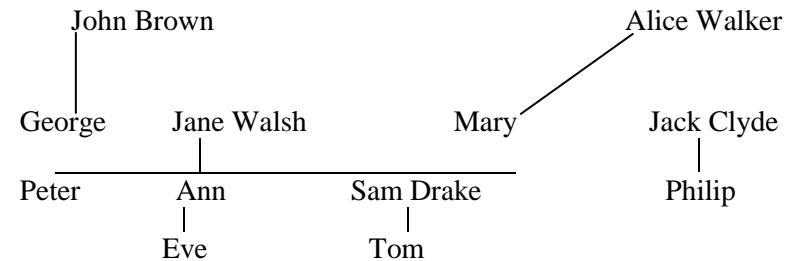 John Brown Alice Walker
George Jane Walsh Mary Jack Clyde
Peter Ann Sam Drake Philip
Eve Tom